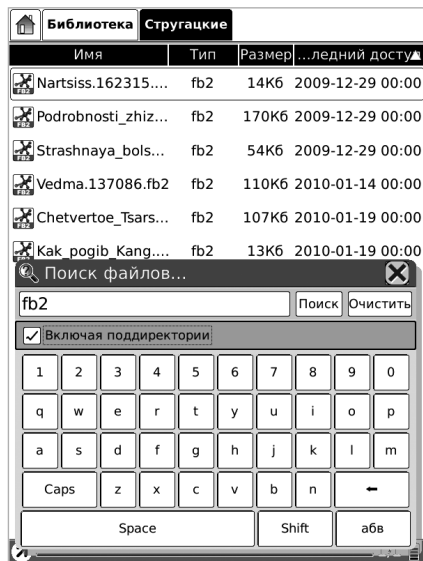 Библиотека Стругацкие
Имя Тип Размер ...ледний доступ
Nartsiss.162315.... fb2 14Кб 2009-12-29 00:00
Podrobnosti_zhiz... fb2 170Кб 2009-12-29 00:00
Strashnaya_bols... fb2 54Кб 2009-12-29 00:00
Vedma.137086.fb2 fb2 110Кб 2010-01-14 00:00
Chetvertoe_Tsars... fb2 107Кб 2010-01-19 00:00
Kak_pogib_Kang.... fb2 13Кб 2010-01-19 00:00
Поиск файлов...
fb2 Поиск Очистить
Включая поддиректории
1 2 3 4 5 6 7 8 9 0
q w e r t y u i o p
a s d f g h j k l m
Caps z x c v b n
Space Shift абв